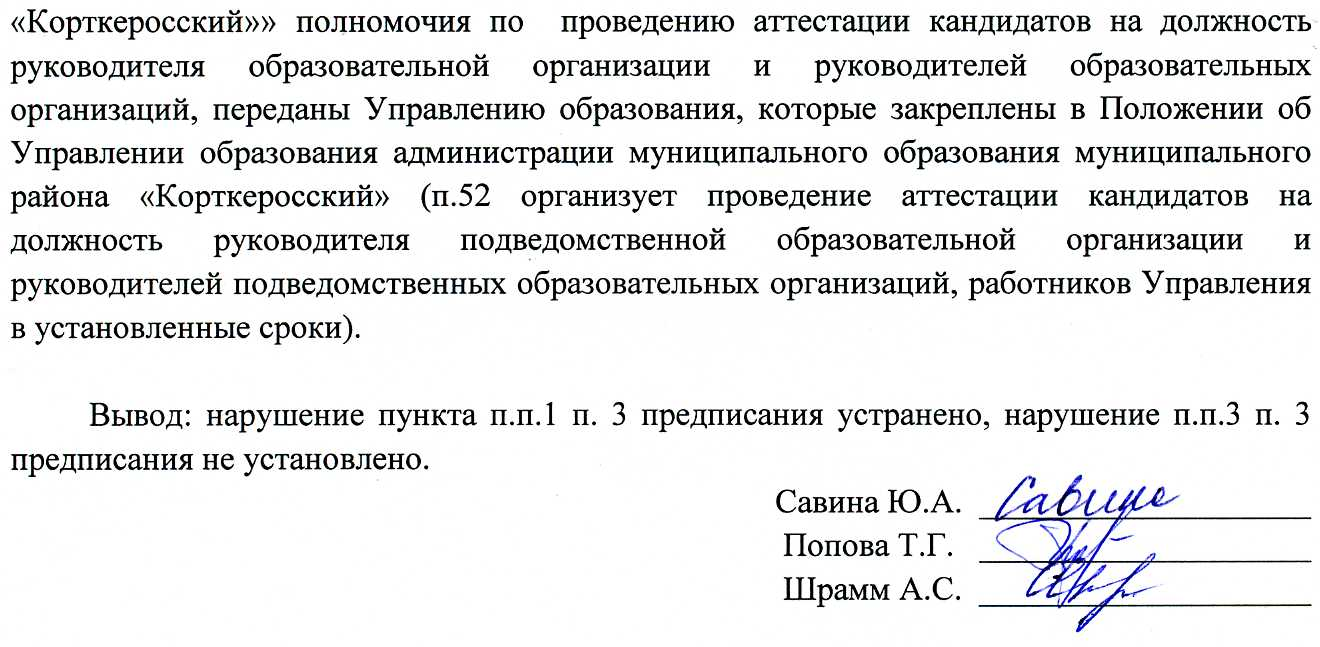 «Корткеросский»» полномочия по проведению аттестации кандидатов на должность
руководителя образовательной организации и руководителей образовательных
организаций, переданы Управлению образования, которые закреплены в Положении об
Управлении образования администрации муниципального образования муниципального
района «Корткеросский» (п.52 организует проведение аттестации кандидатов на
должность руководителя подведомственной образовательной организации и
руководителей подведомственных образовательных организаций, работников Управления
в установленные сроки).
Вывод: нарушение пункта п.п.1 п. 3 предписания устранено, нарушение п.п.3 п. 3
предписания не установлено.
Савина Ю.А. Савина
Попова Т.Г.
Шрамм А.С.